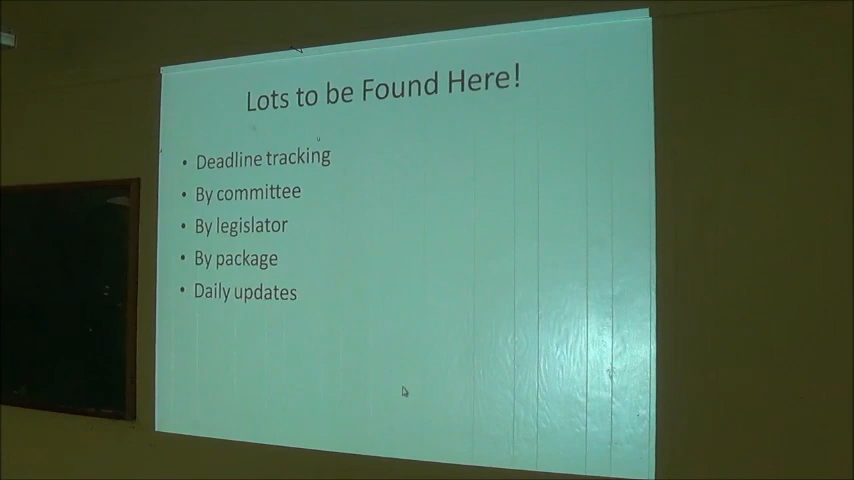 Lots to be Found Here!
• Deadline tracking
• By committee
• By legislator
• By package
• Daily updates